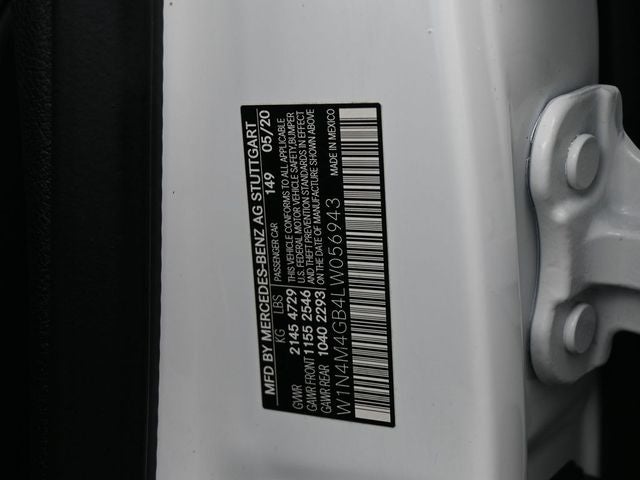 MFD BY MERCEDES-BENZ AG STUTTGART
KG LBS PASSENGER CAR 149 05/20
GVWR 2145 4729 THIS VEHICLE CONFORMS TO ALL APPLICABLE
GAWR FRONT 1155 2546 U.S. FEDERAL MOTOR VEHICLE SAFETY,BUMPER
GAWR REAR 1040 2293 AND THEFT PREVENTION STANDARDS IN EFFECT
ON THE DATE OF MANUFACTURE SHOWN ABOVE
W1N4M4GB4LW056943 MADE IN MEXICO